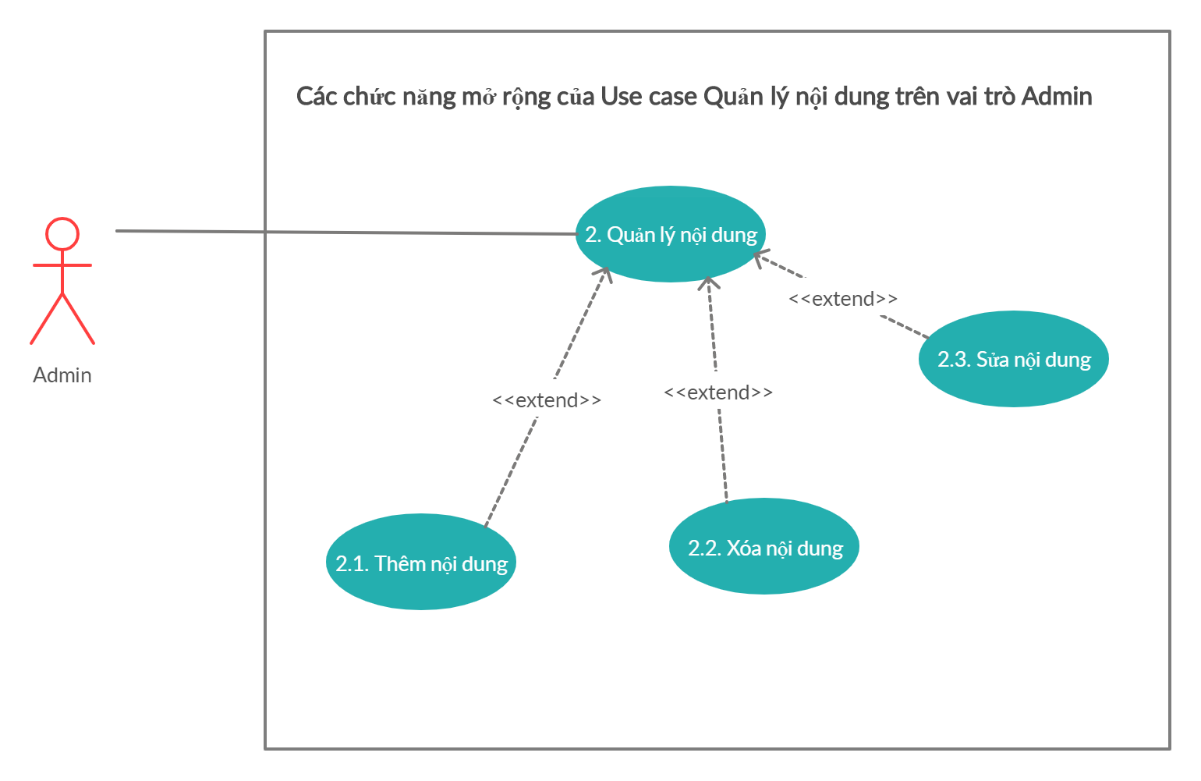 Các chức năng mở rộng của Use case Quản lý nội dung trên vai trò Admin
2. Quản lý nội dung
<<extend>>
2.3. Sửa nội dung
Admin
<<extend>>
<<extend>>
2.1. Thêm nội dung
2.2. Xóa nội dung